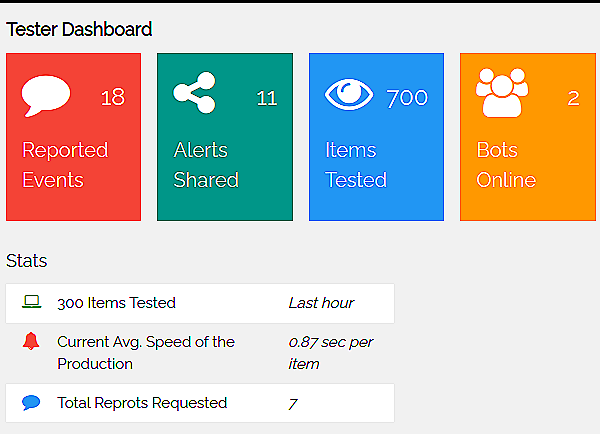 Tester Dashboard
18 11 700 2
Reported Events
Alerts Shared
Items Tested
Bots Online
Stats
300 Items Tested Last hour
Current Avg. Speed of the 0.87 sec per
Production item
Total Reprots Requested 7